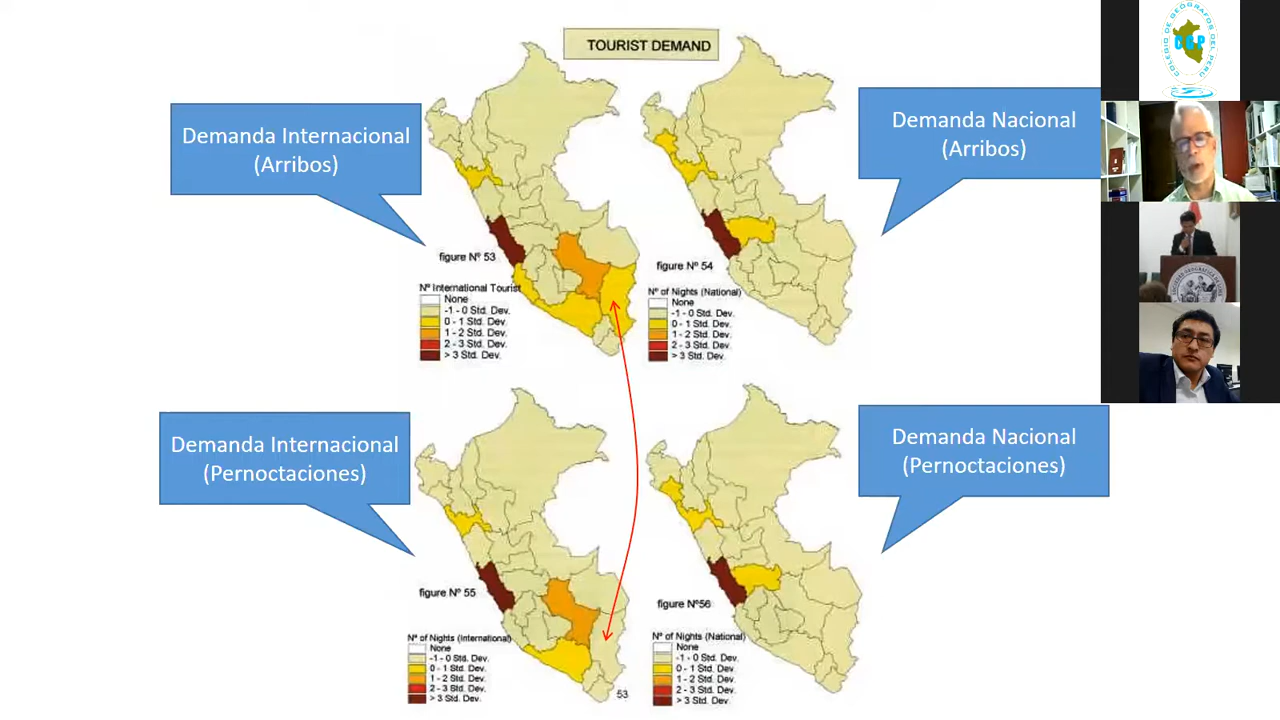 TOURIST DEMAND
Demanda Internacional
(Arribos)
Demanda Nacional
(Arribos)
figure Nº 53
Nº International Tourist
None
-1 - 0 Std. Dev.
0 - 1 Std. Dev.
1 - 2 Std. Dev.
2 - 3 Std. Dev.
> 3 Std. Dev.
figure Nº 54
Nº of Nights (National)
None
-1 - 0 Std. Dev.
0 - 1 Std. Dev.
1 - 2 Std. Dev.
2 - 3 Std. Dev.
> 3 Std. Dev.
Demanda Internacional
(Pernoctaciones)
Demanda Nacional
(Pernoctaciones)
figure Nº 55
Nº of Nights (International)
None
-1 - 0 Std. Dev.
0 - 1 Std. Dev.
1 - 2 Std. Dev.
2 - 3 Std. Dev.
> 3 Std. Dev.
53
figure Nº56
Nº of Nights (National)
None
-1 - 0 Std. Dev.
0 - 1 Std. Dev.
1 - 2 Std. Dev.
2 - 3 Std. Dev.
> 3 Std. Dev.
COLEGIO DE GEÓGRAFOS DEL PERU
CGP